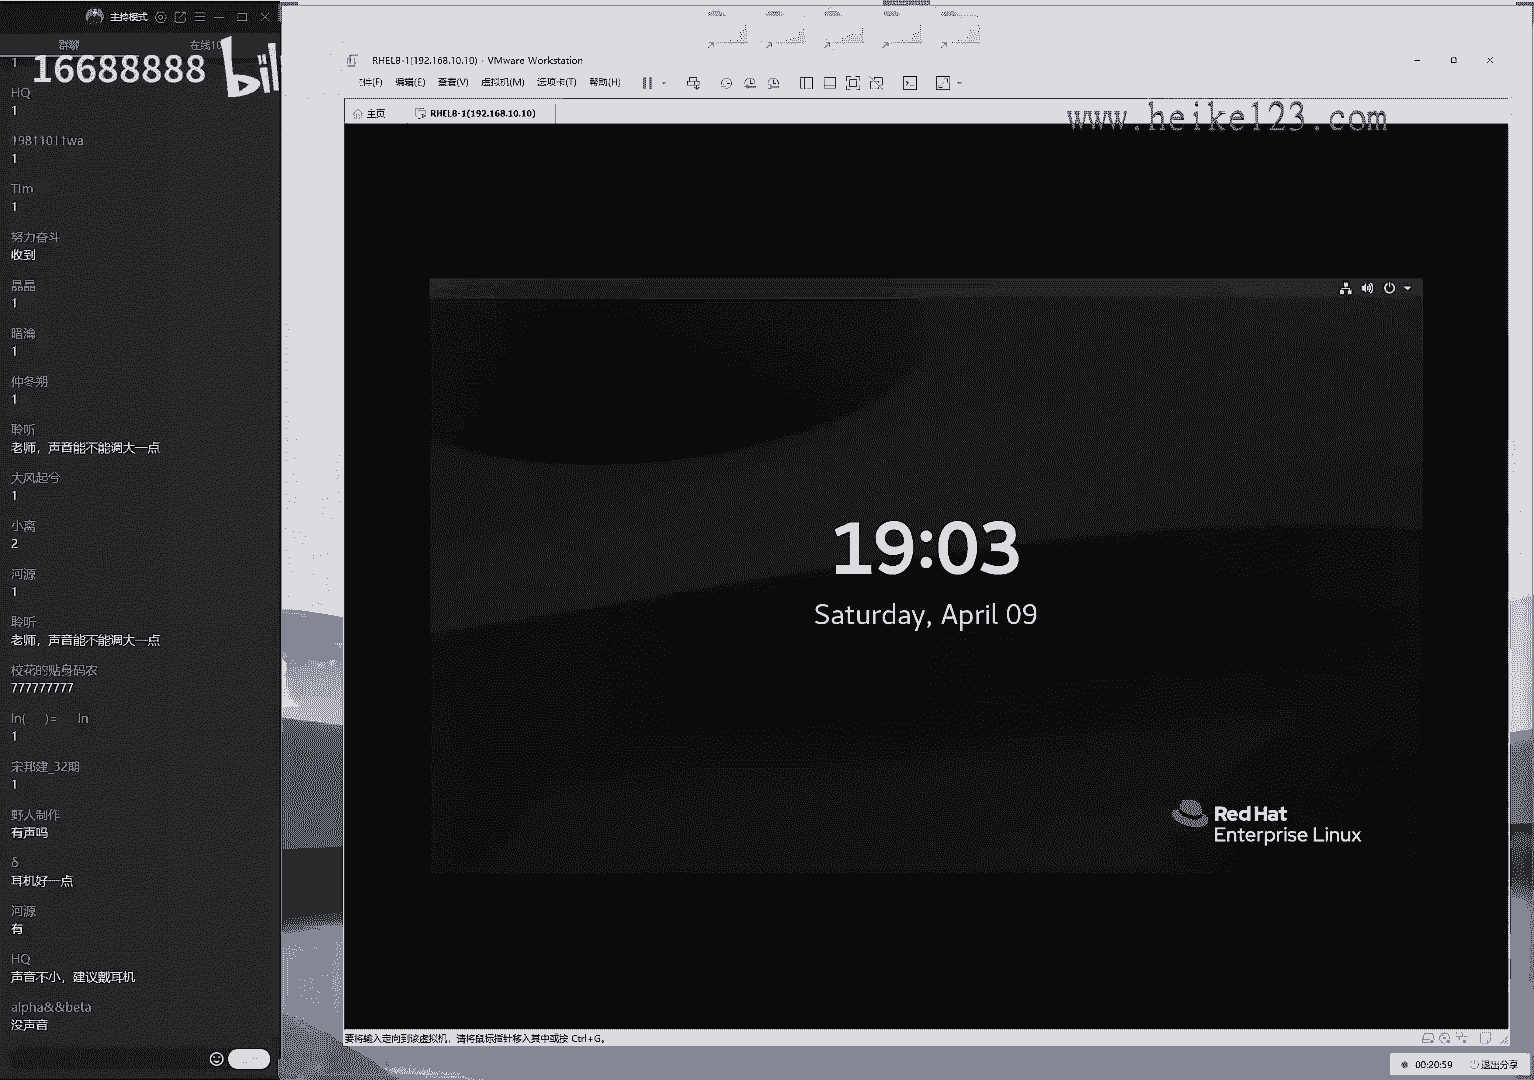 主持模式
群聊
在线10
1
16688888
bil
HQ
1
19811011wa
1
TIm
1
努力奋斗
收到
晶晶
1
暗瀹
1
仲冬朔
1
聆听
老师，声音能不能调大一点
大风起兮
1
小离
2
河源
1
聆听
老师，声音能不能调大一点
校花的贴身码农
777777777
ln(     )=     ln
1
宋邦建_32期
1
野人制作
有声吗
δ
耳机好一点
河源
有
HQ
声音不小，建议戴耳机
alpha&&beta
没声音
RHEL8-1(192.168.10.10) - VMware Workstation
件(F) 编辑(E) 查看(V) 虚拟机(M) 选项卡(T) 帮助(H)
主页
RHEL8-1(192.168.10.10)
www.heike123.com
19:03
Saturday, April 09
Red Hat
Enterprise Linux
要将输入定向到该虚拟机，请将鼠标指针移入其中或按 Ctrl+G。
00:20:59
退出分享